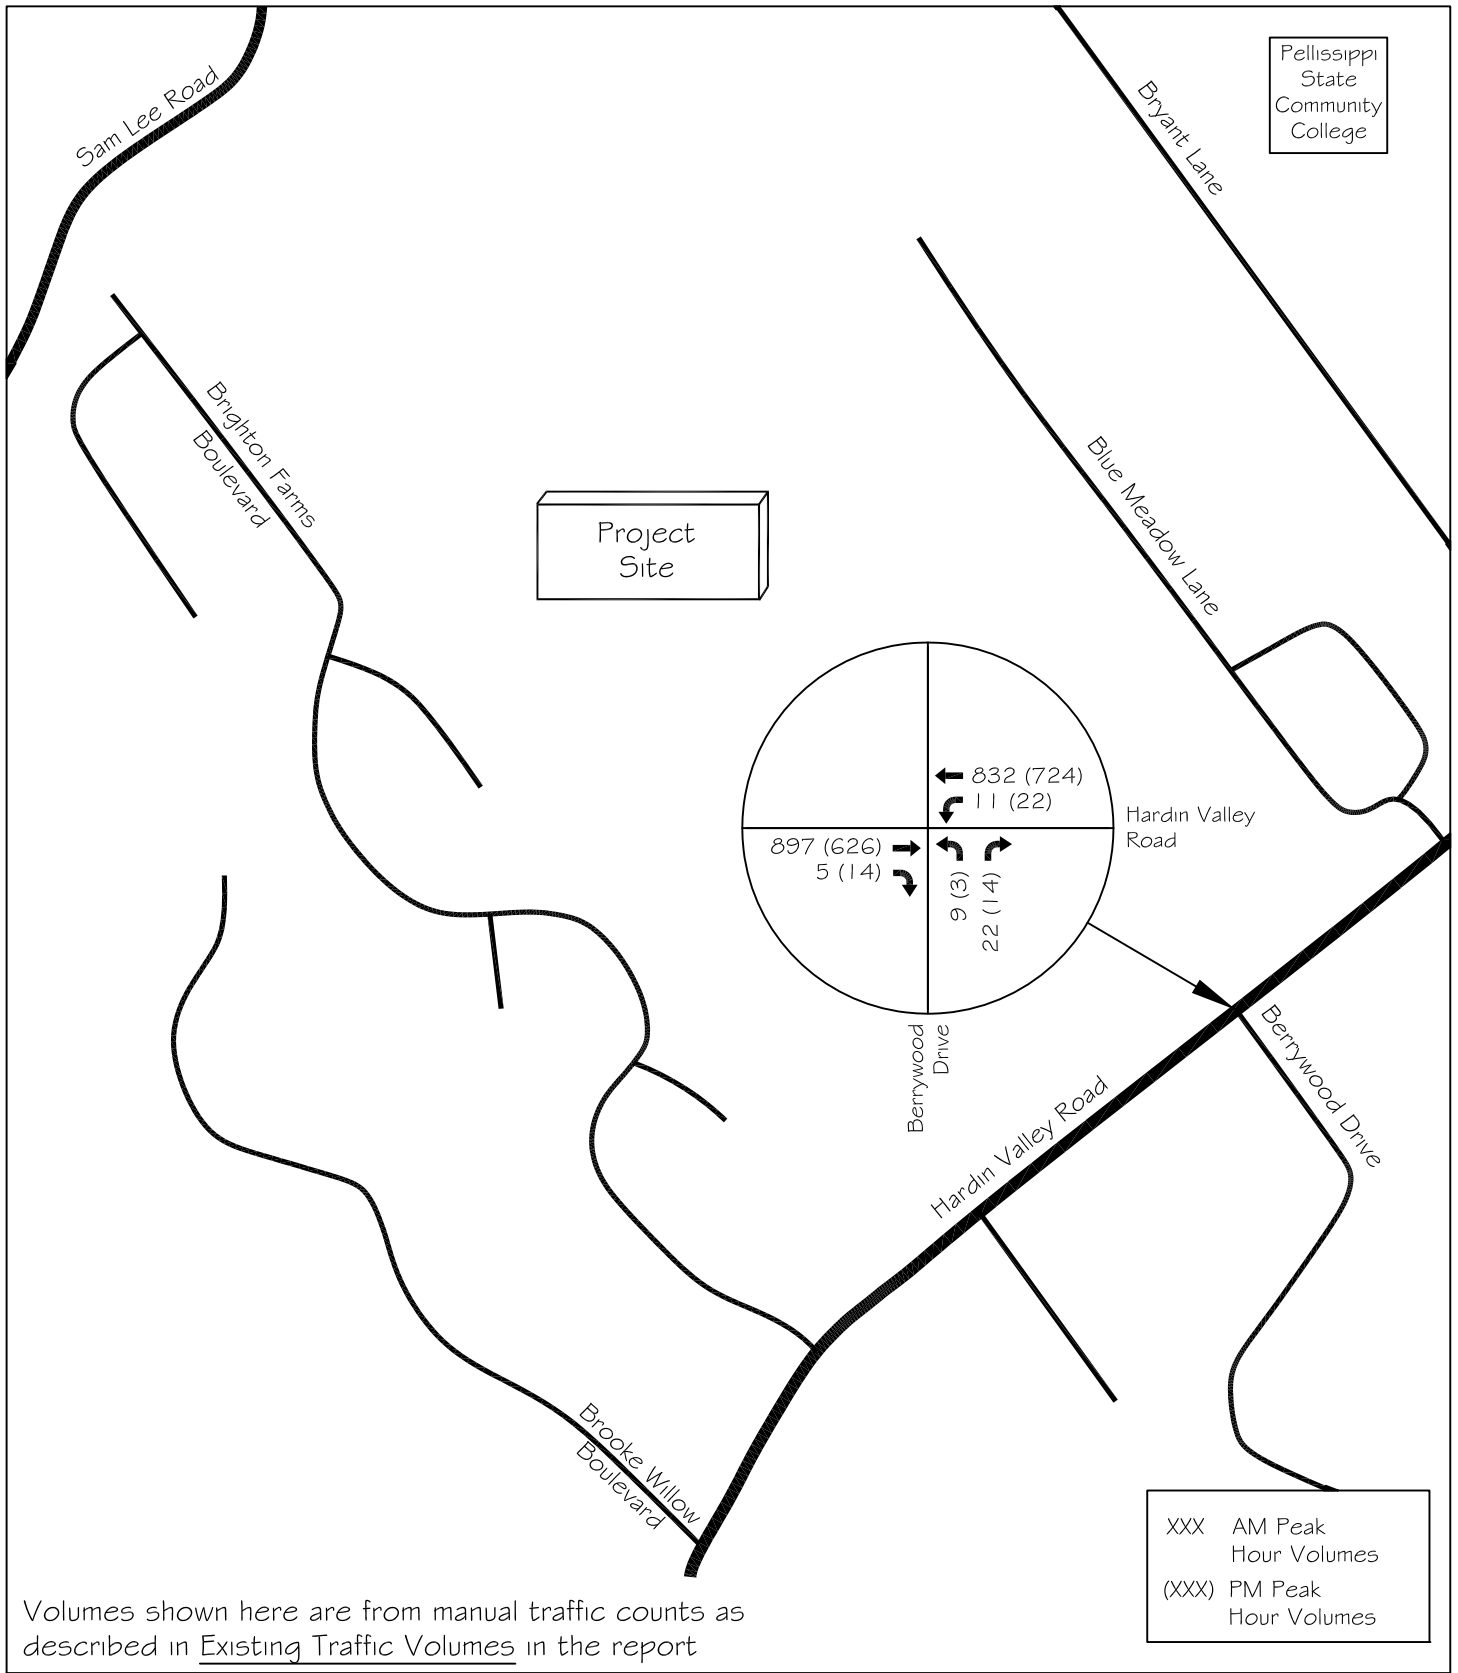 Sam Lee Road
Bryant Lane
Pellissippi
State
Community
College
Brighton Farms
Boulevard
Blue Meadow Lane
Project
Site
832 (724)
11 (22)
897 (626)
5 (14)
9 (3)
22 (14)
Hardin Valley
Road
Berrywood
Drive
Berrywood Drive
Hardin Valley Road
Brooke Willow
Boulevard
XXX AM Peak
Hour Volumes
(XXX) PM Peak
Hour Volumes
Volumes shown here are from manual traffic counts as
described in Existing Traffic Volumes in the report